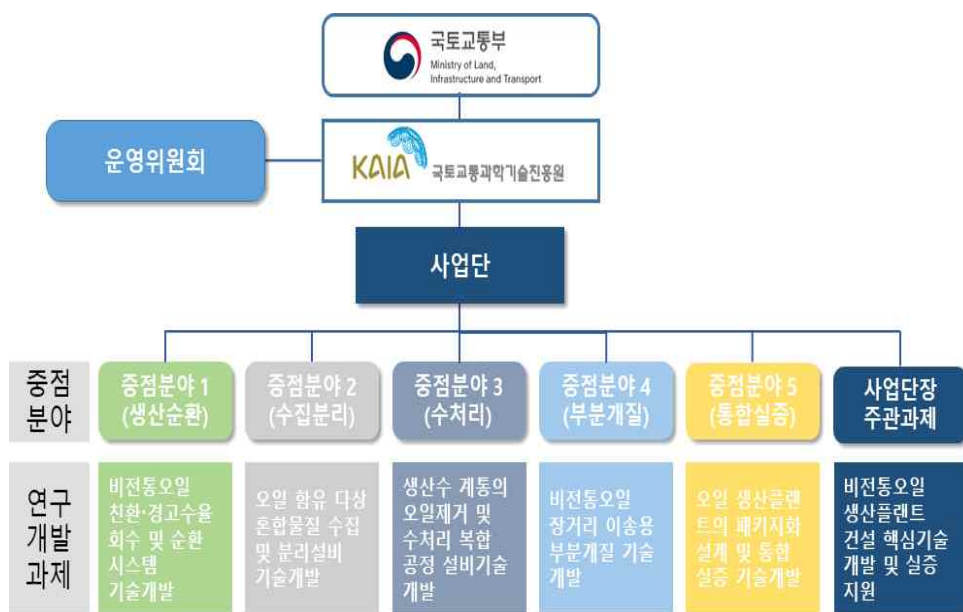 국토교통부
Ministry of Land,
Infrastructure and Transport
운영위원회
KAIA 국토교통과학기술진흥원
사업단
중점
분야
중점분야 1
(생산순환)
중점분야 2
(수집분리)
중점분야 3
(수처리)
중점분야 4
(부분개질)
중점분야 5
(통합실증)
사업단장
주관과제
연구
개발
과제
비전통오일
친환·경고수율
회수 및 순환
시스템
기술개발
오일 함유 다상
혼합물질 수집
및 분리설비
기술개발
생산수 계통의
오일제거 및
수처리 복합
공정 설비기술
개발
비전통오일
장거리 이송용
부분개질 기술
개발
오일 생산플랜
트의 패키지화
설계 및 통합
실증 기술개발
비전통오일
생산플랜트
건설 핵심기술
개발 및 실증
지원